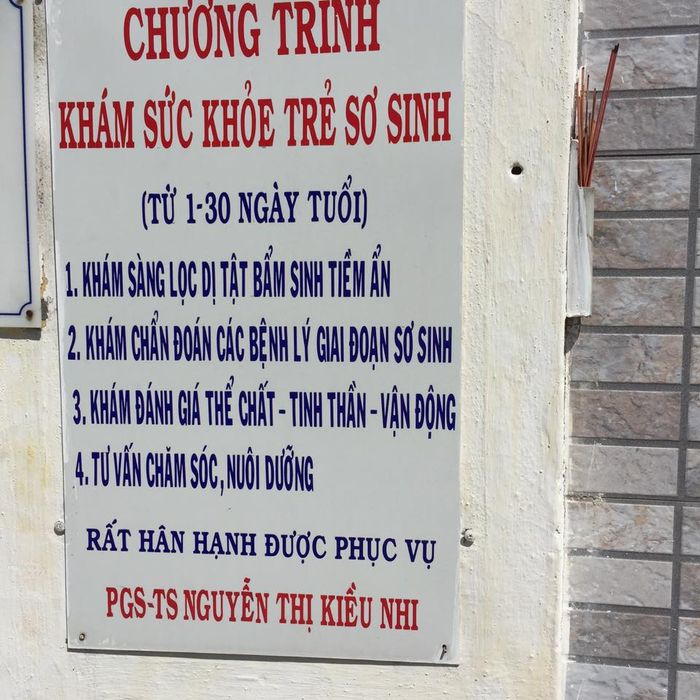 CHƯƠNG TRÌNH
KHÁM SỨC KHỎE TRẺ SƠ SINH
(TỪ 1-30 NGÀY TUỔI)
1. KHÁM SÀNG LỌC DỊ TẬT BẨM SINH TIỀM ẨN
2. KHÁM CHẨN ĐOÁN CÁC BỆNH LÝ GIAI ĐOẠN SƠ SINH
3. KHÁM ĐÁNH GIÁ THỂ CHẤT - TINH THẦN - VẬN ĐỘNG
4. TƯ VẤN CHĂM SÓC, NUÔI DƯỠNG
RẤT HÂN HẠNH ĐƯỢC PHỤC VỤ
PGS-TS NGUYỄN THỊ KIỀU NHI